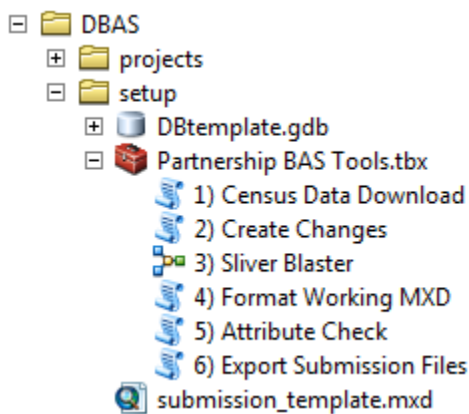 DBAS
projects
setup
DBtemplate.gdb
Partnership BAS Tools.tbx
1) Census Data Download
2) Create Changes
3) Sliver Blaster
4) Format Working MXD
5) Attribute Check
6) Export Submission Files
submission_template.mxd